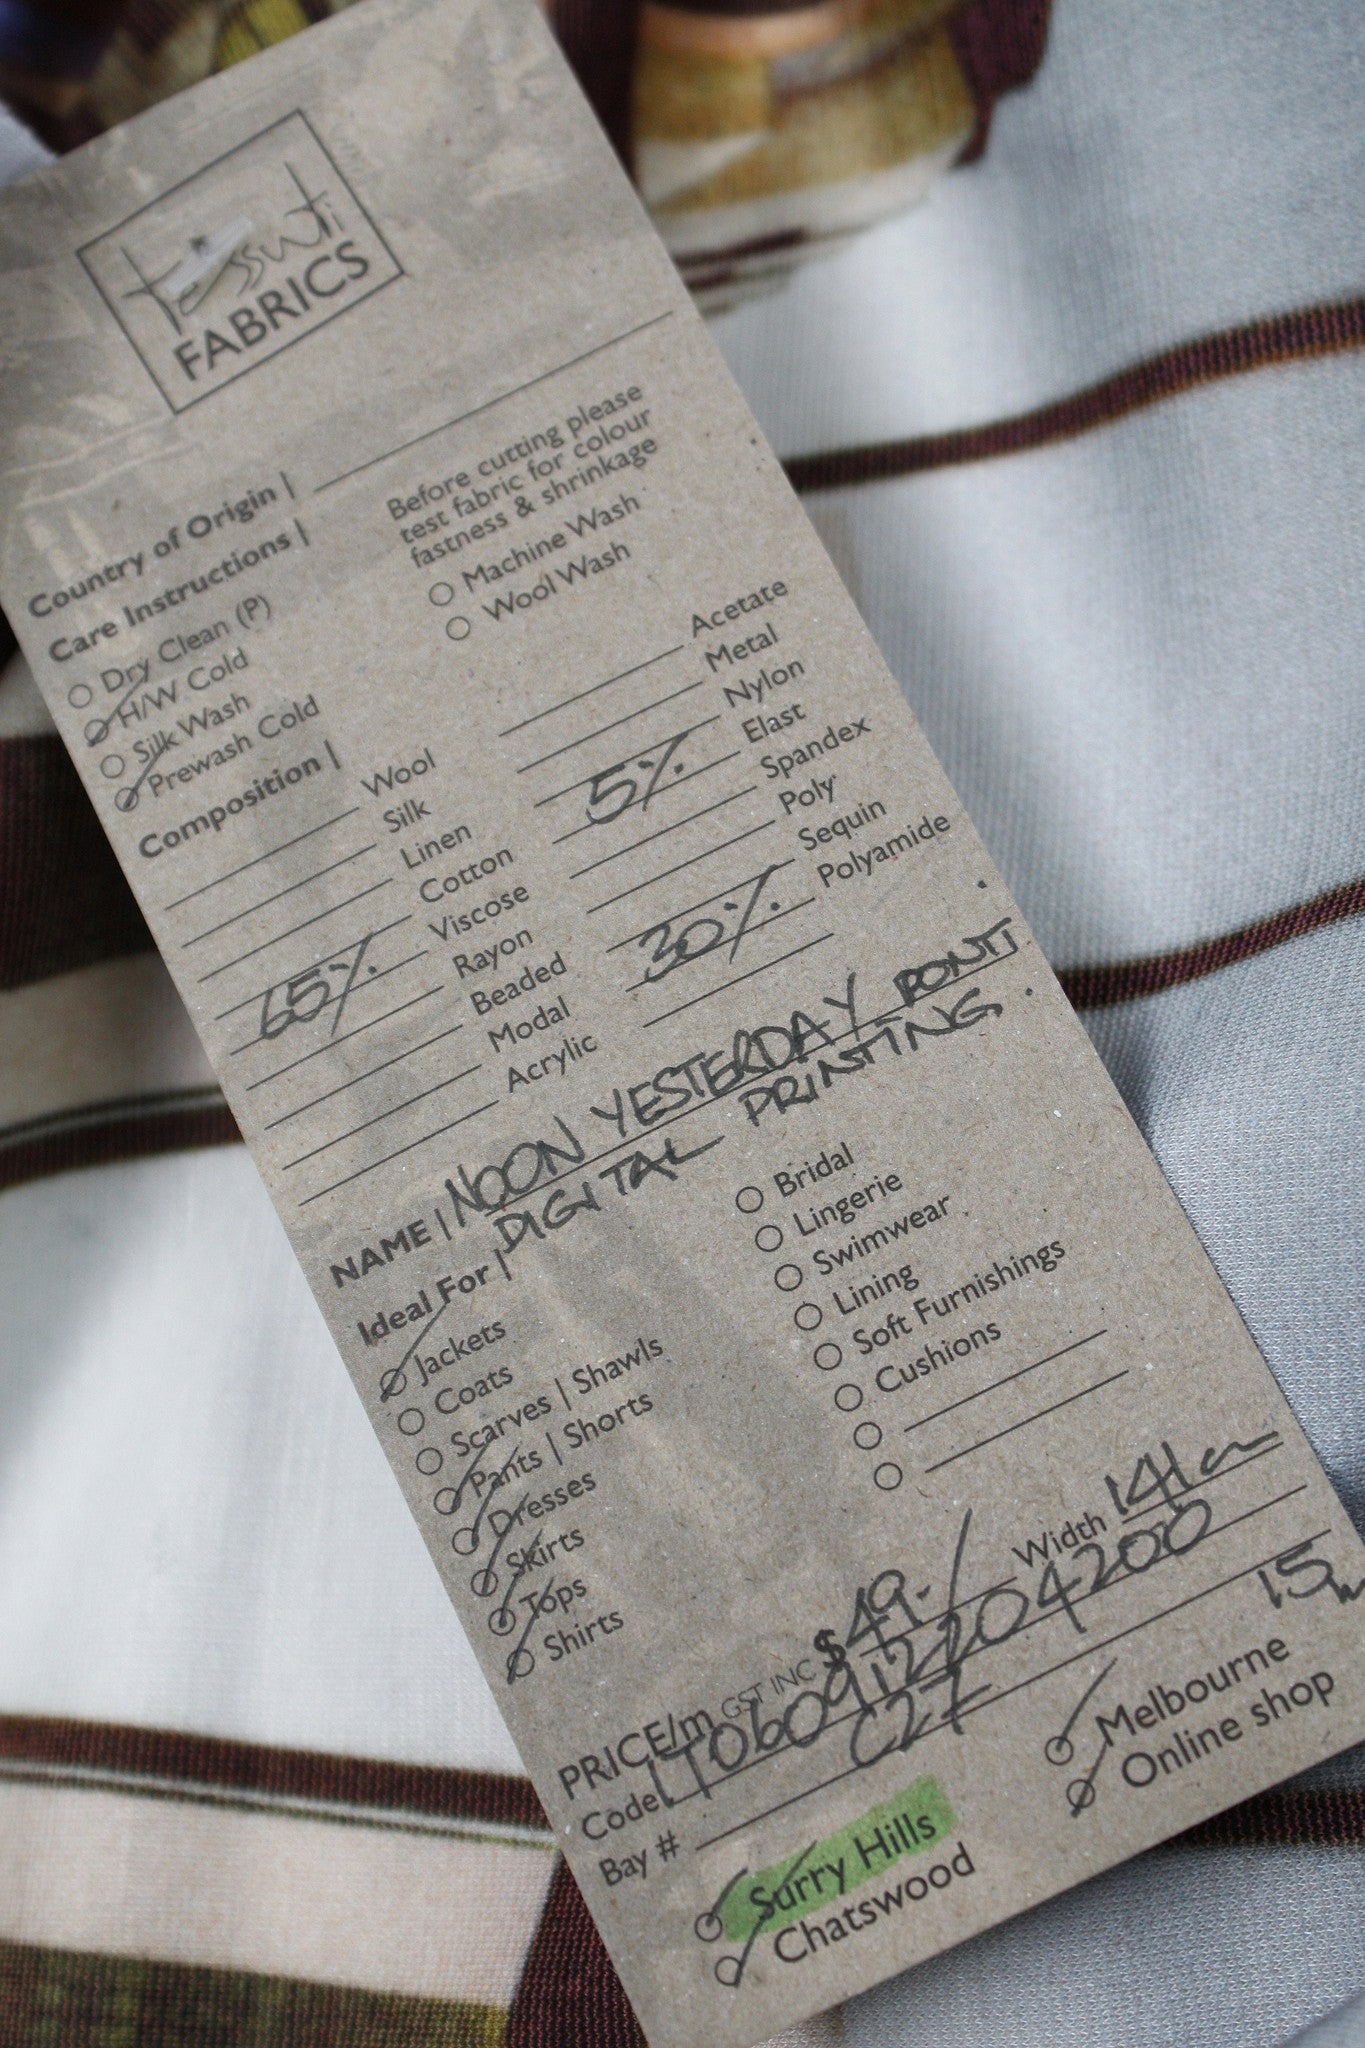 tessuti
FABRICS
Country of Origin |
Care Instructions |
Before cutting please
test fabric for colour
fastness & shrinkage
Dry Clean (P)
H/W Cold
Silk Wash
Prewash Cold
Machine Wash
Wool Wash
Composition |
Wool
Silk
Linen
Cotton
65%. Viscose
Rayon
Beaded
Modal
Acrylic
Acetate
Metal
Nylon
5%. Elast
Spandex
Poly
Sequin
30%. Polyamide
NAME | NOON YESTERDAY PONTI.
DIGITAL PRINTING.
Ideal For |
Jackets
Coats
Scarves | Shawls
Pants | Shorts
Dresses
Skirts
Tops
Shirts
Bridal
Lingerie
Swimwear
Lining
Soft Furnishings
Cushions
PRICE/m GST INC $49.- Width 141cm
Code
Bay # C27 15m
Surry Hills
Chatswood
Melbourne
Online shop